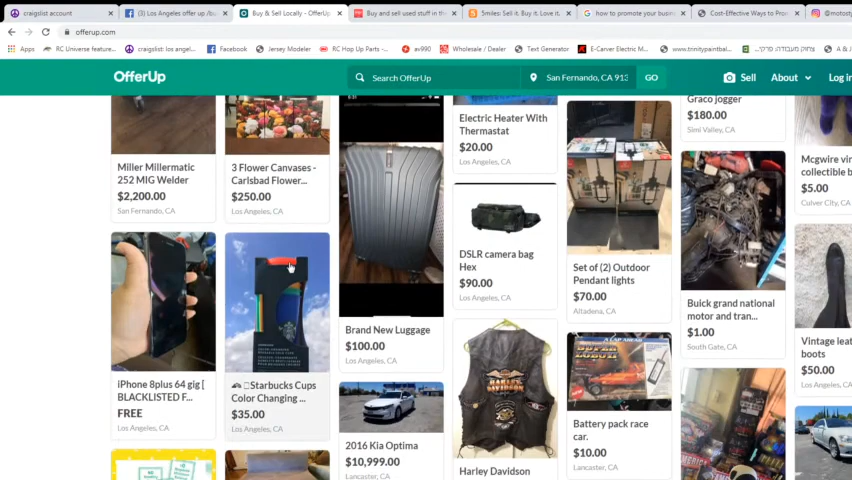 craigslist account
(3) Los Angeles offer up /bu
Buy & Sell Locally - OfferUp
Buy and sell used stuff in the
5miles: Sell it. Buy it. Love it.
how to promote your busine
Cost-Effective Ways to Pro
@motosty
offerup.com
RC Universe feature...
craigslist: los angel...
Facebook
Jersey Modeler
RC Hop Up Parts -...
av990
Wholesale / Dealer
Text Generator
E-Carver Electric M...
www.trinitypaintbal...
A & J
OfferUp
Search OfferUp
San Fernando, CA 913
GO
Sell
About
Log in
Miller Millermatic
252 MIG Welder
$2,200.00
San Fernando, CA
3 Flower Canvases -
Carlsbad Flower...
$250.00
Los Angeles, CA
Electric Heater With
Thermastat
$20.00
Los Angeles, CA
Graco jogger
$180.00
Simi Valley, CA
Mcgwire vin
collectible b
$5.00
Culver City, CA
DSLR camera bag
Hex
$90.00
Los Angeles, CA
Set of (2) Outdoor
Pendant lights
$70.00
Altadena, CA
Buick grand national
motor and tran...
$1.00
South Gate, CA
Brand New Luggage
$100.00
Los Angeles, CA
Vintage leat
boots
$50.00
Los Angeles, CA
iPhone 8plus 64 gig [
BLACKLISTED F...
FREE
Los Angeles, CA
Starbucks Cups
Color Changing ...
$35.00
Los Angeles, CA
2016 Kia Optima
$10,999.00
Lancaster, CA
HARLEY-DAVIDSON
Harley Davidson
A LAP AHEAD
Battery pack race
car.
$10.00
Lancaster, CA